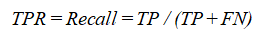 TPR = Recall = TP / (TP + FN)